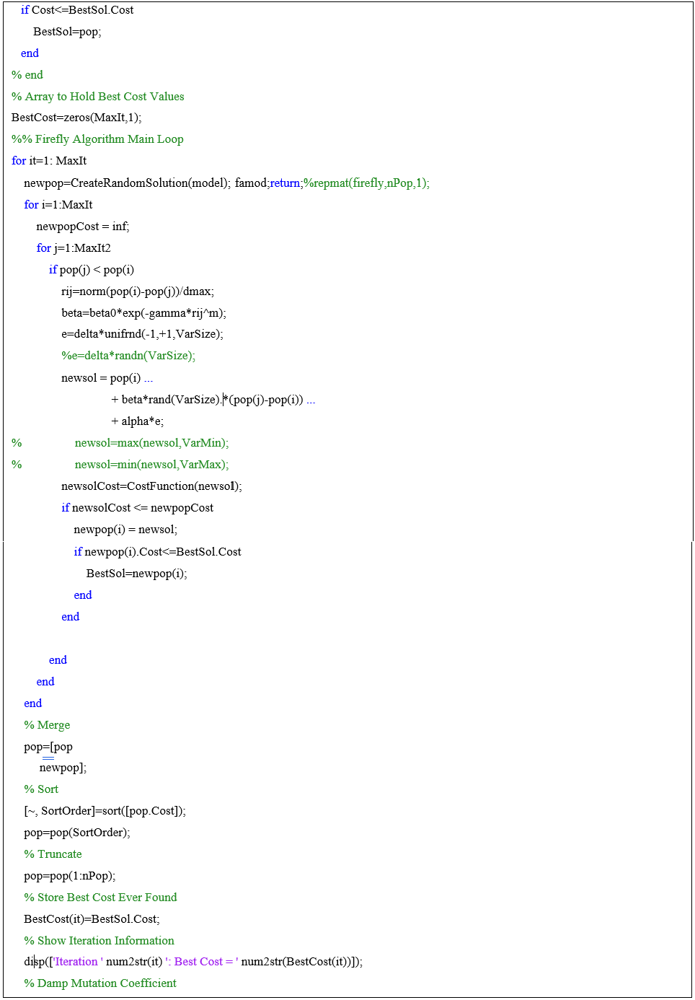 if Cost<=BestSol.Cost
BestSol=pop;
end
% end
% Array to Hold Best Cost Values
BestCost=zeros(MaxIt,1);
%% Firefly Algorithm Main Loop
for it=1: MaxIt
newpop=CreateRandomSolution(model); famod;return;%repmat(firefly,nPop,1);
for i=1:MaxIt
newpopCost = inf;
for j=1:MaxIt2
if pop(j) < pop(i)
rij=norm(pop(i)-pop(j))/dmax;
beta=beta0*exp(-gamma*rij^m);
e=delta*unifrnd(-1,+1,VarSize);
%e=delta*randn(VarSize);
newsol = pop(i) ...
+ beta*rand(VarSize).*(pop(j)-pop(i)) ...
+ alpha*e;
% newsol=max(newsol,VarMin);
% newsol=min(newsol,VarMax);
newsolCost=CostFunction(newsol);
if newsolCost <= newpopCost
newpop(i) = newsol;
if newpop(i).Cost<=BestSol.Cost
BestSol=newpop(i);
end
end
end
end
end
% Merge
pop=[pop
newpop];
% Sort
[~, SortOrder]=sort([pop.Cost]);
pop=pop(SortOrder);
% Truncate
pop=pop(1:nPop);
% Store Best Cost Ever Found
BestCost(it)=BestSol.Cost;
% Show Iteration Information
disp(['Iteration ' num2str(it) ': Best Cost = ' num2str(BestCost(it))]);
% Damp Mutation Coefficient